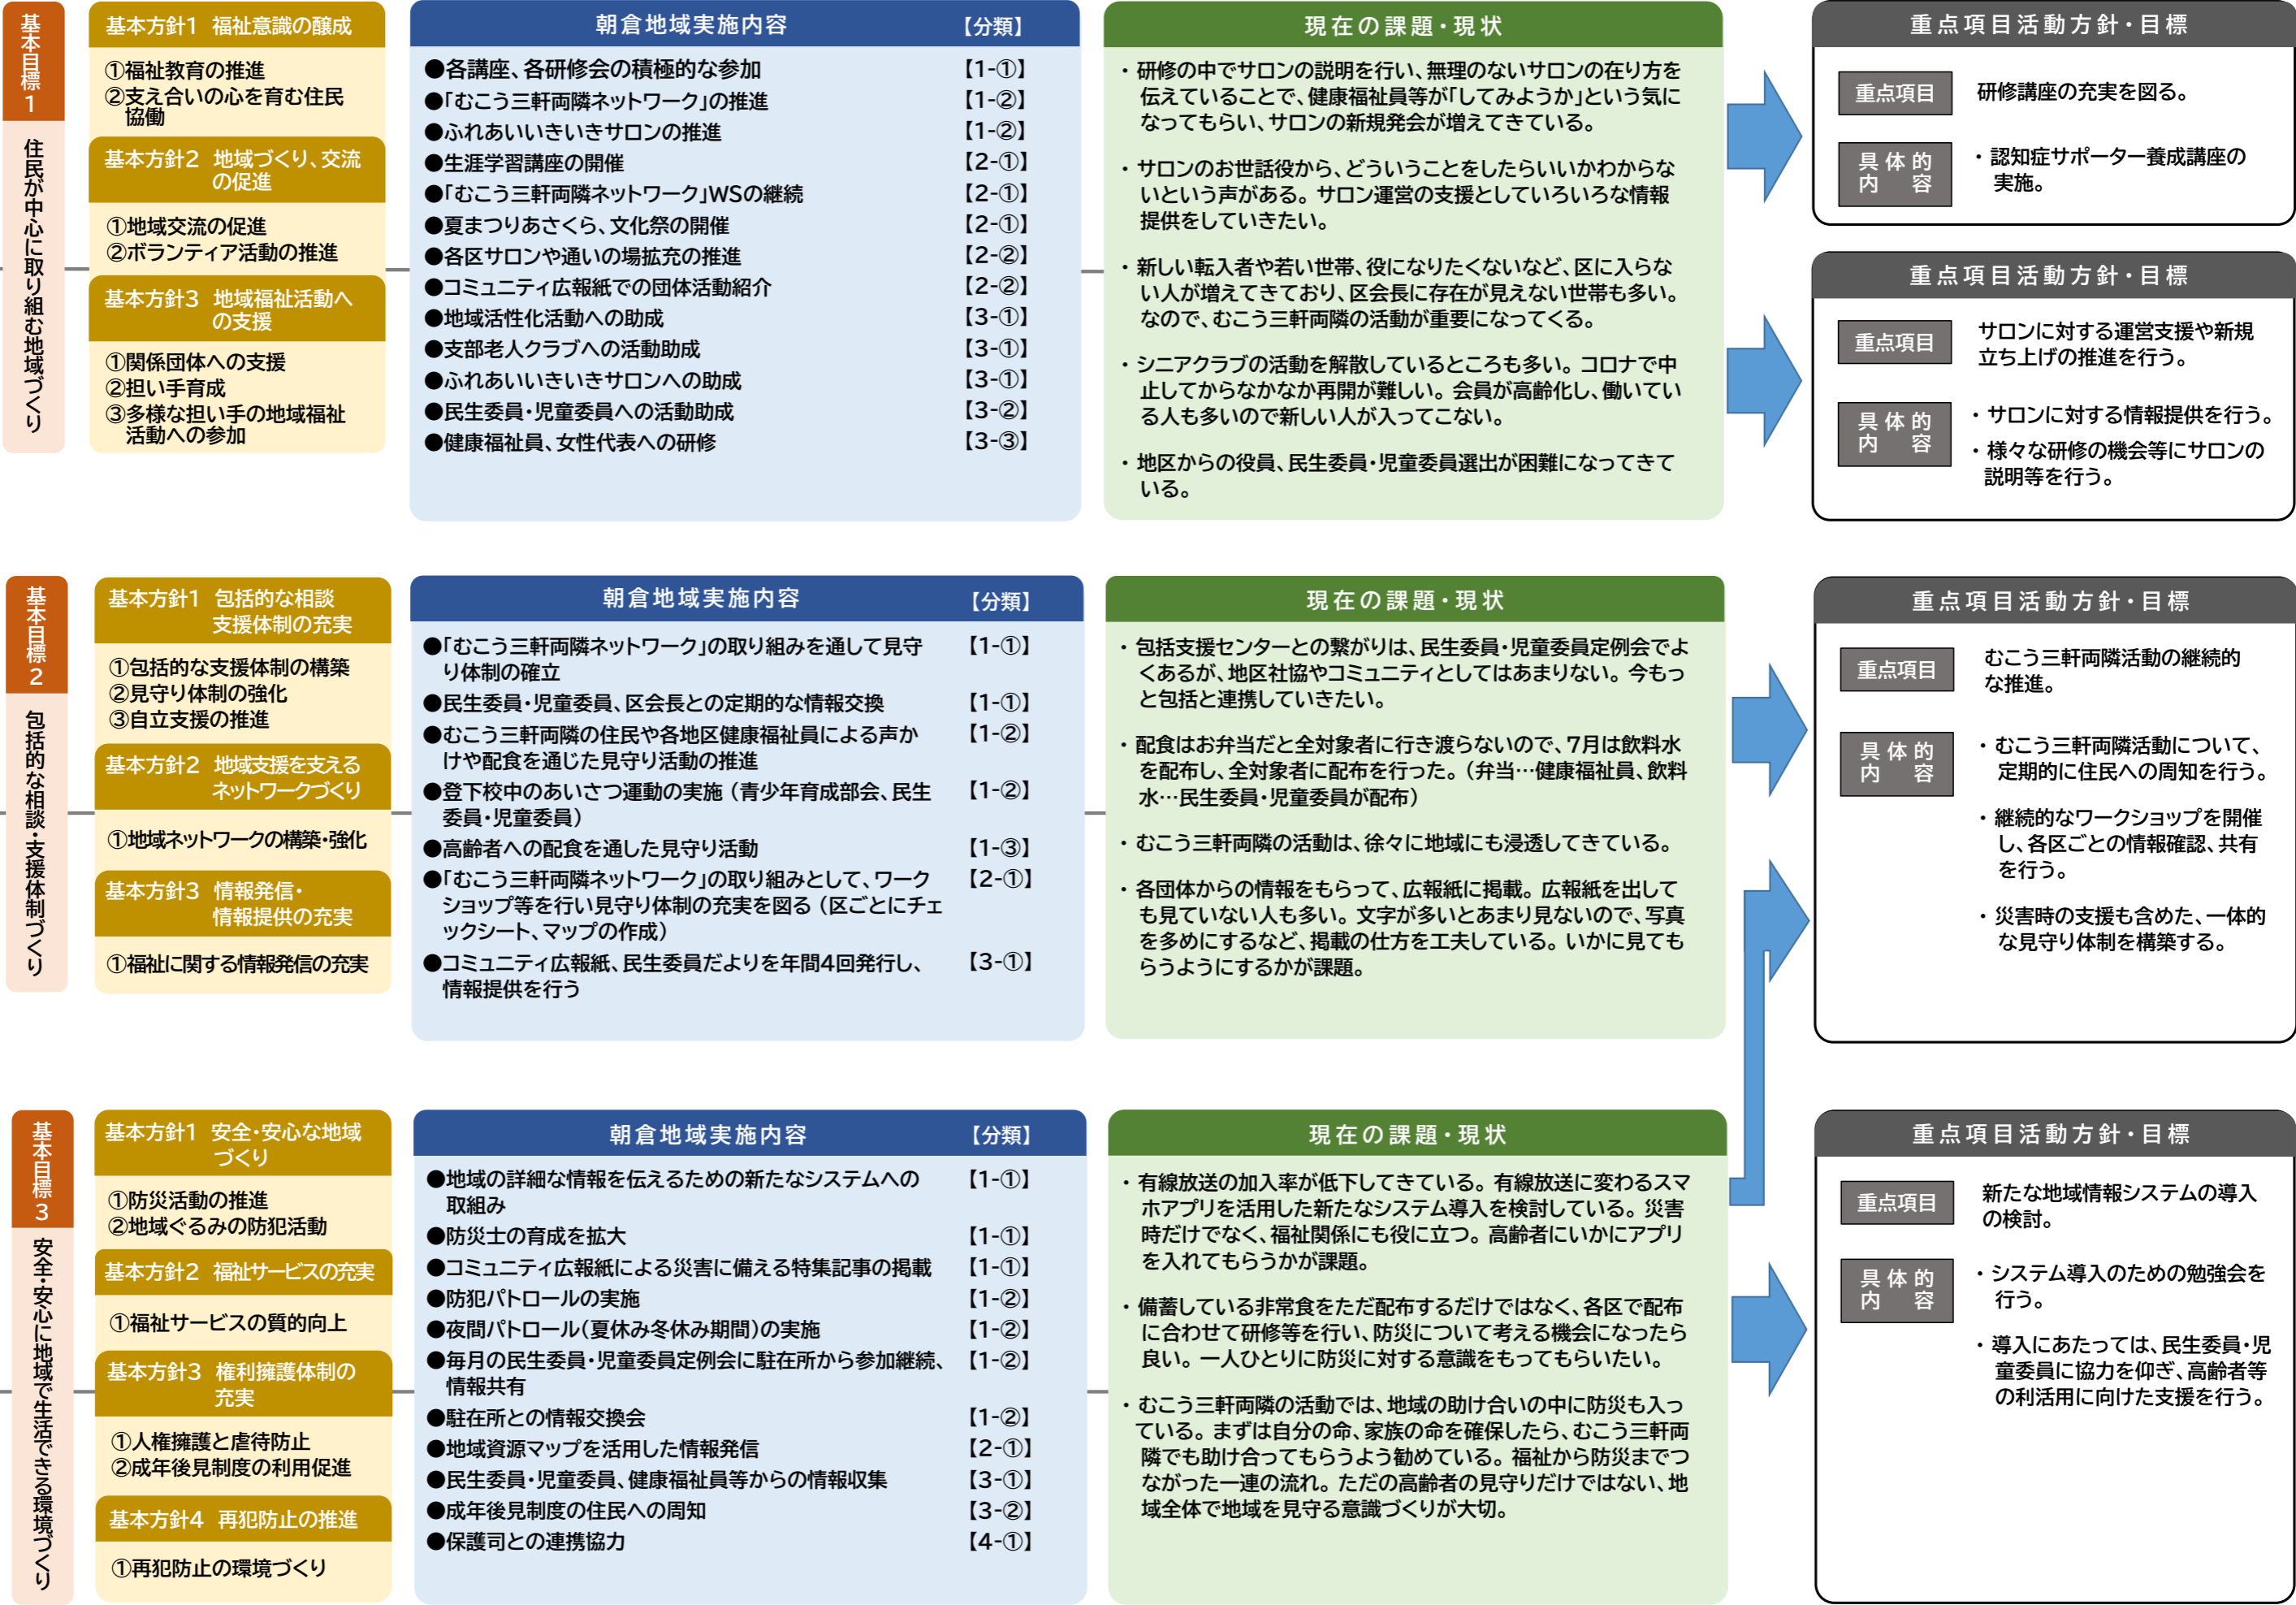 基本目標1
住民が中心に取り組む地域づくり
基本方針1 福祉意識の醸成
①福祉教育の推進
②支え合いの心を育む住民
協働
基本方針2 地域づくり、交流
の促進
①地域交流の促進
②ボランティア活動の推進
基本方針3 地域福祉活動へ
の支援
①関係団体への支援
②担い手育成
③多様な担い手の地域福祉
活動への参加
朝倉地域実施内容 【分類】
●各講座、各研修会の積極的な参加 【1-①】
●「むこう三軒両隣ネットワーク」の推進 【1-②】
●ふれあいいきいきサロンの推進 【1-②】
●生涯学習講座の開催 【2-①】
●「むこう三軒両隣ネットワーク」WSの継続 【2-①】
●夏まつりあさくら、文化祭の開催 【2-①】
●各区サロンや通いの場拡充の推進 【2-②】
●コミュニティ広報紙での団体活動紹介 【2-②】
●地域活性化活動への助成 【3-①】
●支部老人クラブへの活動助成 【3-①】
●ふれあいいきいきサロンへの助成 【3-①】
●民生委員・児童委員への活動助成 【3-②】
●健康福祉員、女性代表への研修 【3-③】
現在の課題・現状
・研修の中でサロンの説明を行い、無理のないサロンの在り方を
伝えていることで、健康福祉員等が「してみようか」という気に
なってもらい、サロンの新規発会が増えてきている。
・サロンのお世話役から、どういうことをしたらいいかわからな
いという声がある。サロン運営の支援としていろいろな情報
提供をしていきたい。
・新しい転入者や若い世帯、役になりたくないなど、区に入らな
い人が増えてきており、区会長に存在が見えない世帯も多い。
なので、むこう三軒両隣の活動が重要になってくる。
・シニアクラブの活動を解散しているところも多い。コロナで中
止してからなかなか再開が難しい。会員が高齢化し、働いてい
る人も多いので新しい人が入ってこない。
・地区からの役員、民生委員・児童委員選出が困難になってきて
いる。
重点項目活動方針・目標
重点項目
研修講座の充実を図る。
具体的
内容
・認知症サポーター養成講座の
実施。
重点項目活動方針・目標
重点項目
サロンに対する運営支援や新規
立ち上げの推進を行う。
具体的
内容
・サロンに対する情報提供を行う。
・様々な研修の機会等にサロンの
説明等を行う。
基本目標2
包括的な相談・支援体制づくり
基本方針1 包括的な相談
支援体制の充実
①包括的な支援体制の構築
②見守り体制の強化
③自立支援の推進
基本方針2 地域支援を支える
ネットワークづくり
①地域ネットワークの構築・強化
基本方針3 情報発信・
情報提供の充実
①福祉に関する情報発信の充実
朝倉地域実施内容 【分類】
●「むこう三軒両隣ネットワーク」の取り組みを通して見守 【1-①】
り体制の確立
●民生委員・児童委員、区会長との定期的な情報交換 【1-①】
●むこう三軒両隣の住民や各地区健康福祉員による声か 【1-②】
けや配食を通じた見守り活動の推進
●登下校中のあいさつ運動の実施（青少年育成部会、民生 【1-②】
委員・児童委員）
●高齢者への配食を通した見守り活動 【1-③】
●「むこう三軒両隣ネットワーク」の取り組みとして、ワーク 【2-①】
ショップ等を行い見守り体制の充実を図る（区ごとにチェ
ックシート、マップの作成）
●コミュニティ広報紙、民生委員だよりを年間4回発行し、 【3-①】
情報提供を行う
現在の課題・現状
・包括支援センターとの繋がりは、民生委員・児童委員定例会でよ
くあるが、地区社協やコミュニティとしてはあまりない。今もっ
と包括と連携していきたい。
・配食はお弁当だと全対象者に行き渡らないので、7月は飲料水
を配布し、全対象者に配布を行った。（弁当…健康福祉員、飲料
水…民生委員・児童委員が配布）
・むこう三軒両隣の活動は、徐々に地域にも浸透してきている。
・各団体からの情報をもらって、広報紙に掲載。広報紙を出して
も見ていない人も多い。文字が多いとあまり見ないので、写真
を多めにするなど、掲載の仕方を工夫している。いかに見ても
らうようにするかが課題。
重点項目活動方針・目標
重点項目
むこう三軒両隣活動の継続的
な推進。
具体的
内容
・むこう三軒両隣活動について、
定期的に住民への周知を行う。
・継続的なワークショップを開催
し、各区ごとの情報確認、共有
を行う。
・災害時の支援も含めた、一体的
な見守り体制を構築する。
基本目標3
安全・安心に地域で生活できる環境づくり
基本方針1 安全・安心な地域
づくり
①防災活動の推進
②地域ぐるみの防犯活動
基本方針2 福祉サービスの充実
①福祉サービスの質的向上
基本方針3 権利擁護体制の
充実
①人権擁護と虐待防止
②成年後見制度の利用促進
基本方針4 再犯防止の推進
①再犯防止の環境づくり
朝倉地域実施内容 【分類】
●地域の詳細な情報を伝えるための新たなシステムへの 【1-①】
取組み
●防災士の育成を拡大 【1-①】
●コミュニティ広報紙による災害に備える特集記事の掲載 【1-①】
●防犯パトロールの実施 【1-②】
●夜間パトロール（夏休み冬休み期間）の実施 【1-②】
●毎月の民生委員・児童委員定例会に駐在所から参加継続、 【1-②】
情報共有
●駐在所との情報交換会 【1-②】
●地域資源マップを活用した情報発信 【2-①】
●民生委員・児童委員、健康福祉員等からの情報収集 【3-①】
●成年後見制度の住民への周知 【3-②】
●保護司との連携協力 【4-①】
現在の課題・現状
・有線放送の加入率が低下してきている。有線放送に変わるスマ
ホアプリを活用した新たなシステム導入を検討している。災害
時だけでなく、福祉関係にも役に立つ。高齢者にいかにアプリ
を入れてもらうかが課題。
・備蓄している非常食をただ配布するだけではなく、各区で配布
に合わせて研修等を行い、防災について考える機会になったら
良い。一人ひとりに防災に対する意識をもってもらいたい。
・むこう三軒両隣の活動では、地域の助け合いの中に防災も入っ
ている。まずは自分の命、家族の命を確保したら、むこう三軒両
隣でも助け合ってもらうよう勧めている。福祉から防災までつ
ながった一連の流れ。ただの高齢者の見守りだけではない、地
域全体で地域を見守る意識づくりが大切。
重点項目活動方針・目標
重点項目
新たな地域情報システムの導入
の検討。
具体的
内容
・システム導入のための勉強会を
行う。
・導入にあたっては、民生委員・児
童委員に協力を仰ぎ、高齢者等
の利活用に向けた支援を行う。